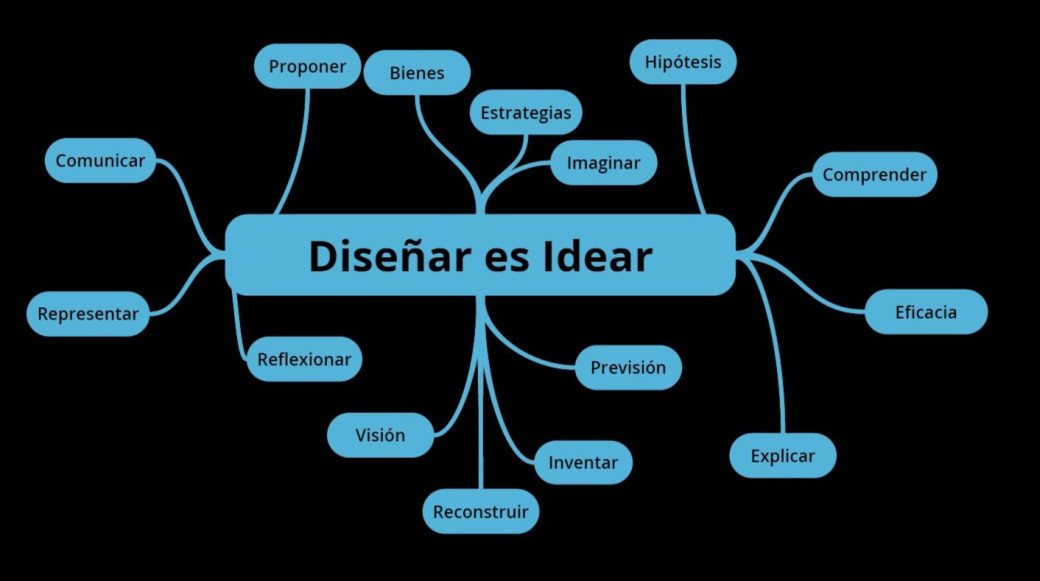 Proponer
Bienes
Hipótesis
Estrategias
Imaginar
Comunicar
Comprender
Diseñar es Idear
Representar
Eficacia
Reflexionar
Previsión
Visión
Inventar
Explicar
Reconstruir